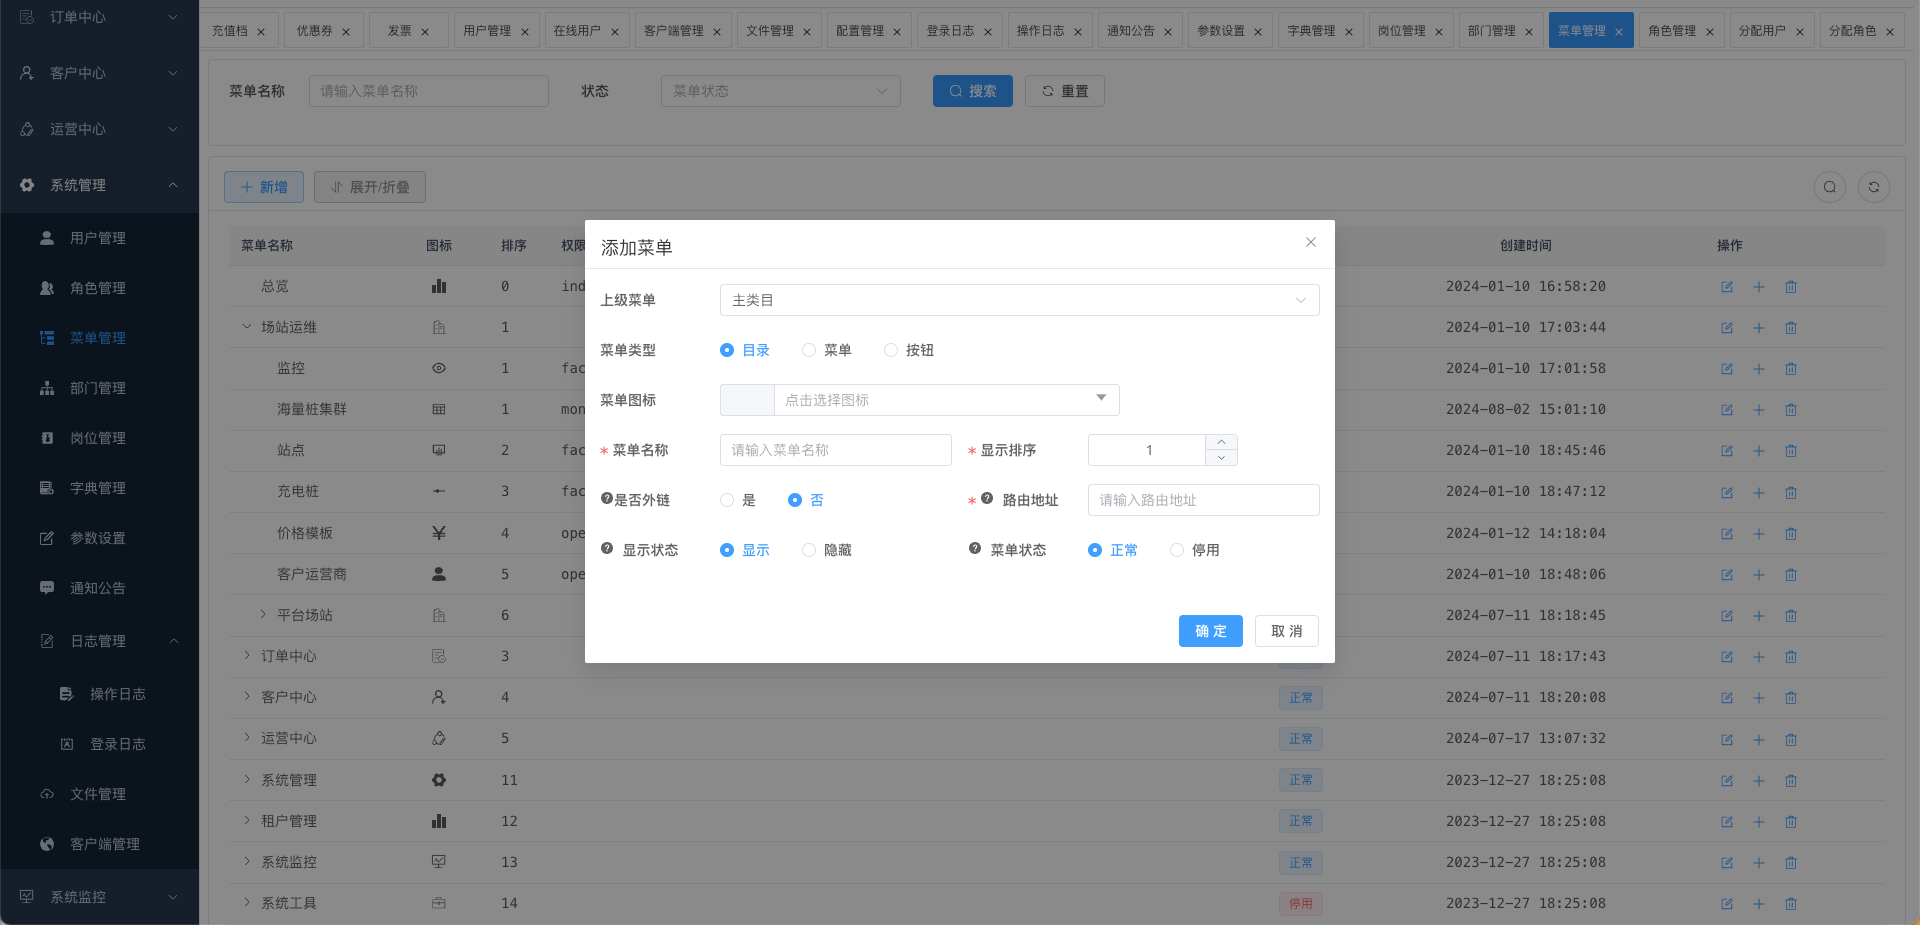 订单中心
客户中心
运营中心
系统管理
用户管理
角色管理
菜单管理
部门管理
岗位管理
字典管理
参数设置
通知公告
日志管理
操作日志
登录日志
文件管理
客户端管理
系统监控
充值档 优惠券 发票 用户管理 在线用户 客户端管理 文件管理 配置管理 登录日志 操作日志 通知公告 参数设置 字典管理 岗位管理 部门管理 菜单管理 角色管理 分配用户 分配角色
菜单名称 请输入菜单名称 状态 菜单状态 搜索 重置
新增 展开/折叠
菜单名称 图标 排序 权限 创建时间 操作
总览 0 ind 2024-01-10 16:58:20
场站运维 1 2024-01-10 17:03:44
监控 1 fac 2024-01-10 17:01:58
海量桩集群 1 mon 2024-08-02 15:01:10
站点 2 fac 2024-01-10 18:45:46
充电桩 3 fac 2024-01-10 18:47:12
价格模板 4 ope 2024-01-12 14:18:04
客户运营商 5 ope 2024-01-10 18:48:06
平台场站 6 2024-07-11 18:18:45
订单中心 3 2024-07-11 18:17:43
客户中心 4 正常 2024-07-11 18:20:08
运营中心 5 正常 2024-07-17 13:07:32
系统管理 11 正常 2023-12-27 18:25:08
租户管理 12 正常 2023-12-27 18:25:08
系统监控 13 正常 2023-12-27 18:25:08
系统工具 14 停用 2023-12-27 18:25:08
添加菜单
上级菜单 主类目
菜单类型 目录 菜单 按钮
菜单图标 点击选择图标
* 菜单名称 请输入菜单名称 * 显示排序 1
是否外链 是 否 * 路由地址 请输入路由地址
显示状态 显示 隐藏 菜单状态 正常 停用
确 定 取 消